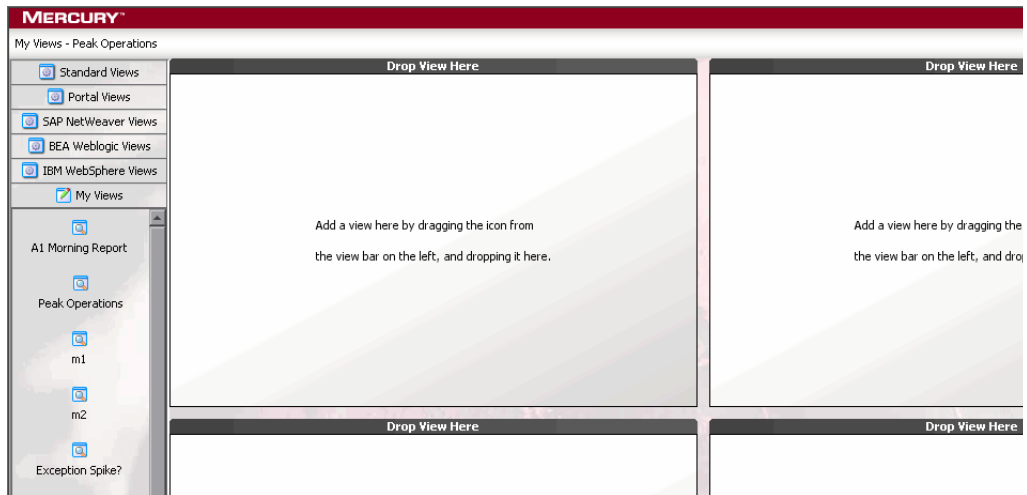 MERCURY™
My Views - Peak Operations
Standard Views
Portal Views
SAP NetWeaver Views
BEA Weblogic Views
IBM WebSphere Views
My Views
A1 Morning Report
Peak Operations
m1
m2
Exception Spike?
Drop View Here
Add a view here by dragging the icon from
the view bar on the left, and dropping it here.
Drop View Here
Add a view here by dragging the
the view bar on the left, and
Drop View Here
Drop View Here